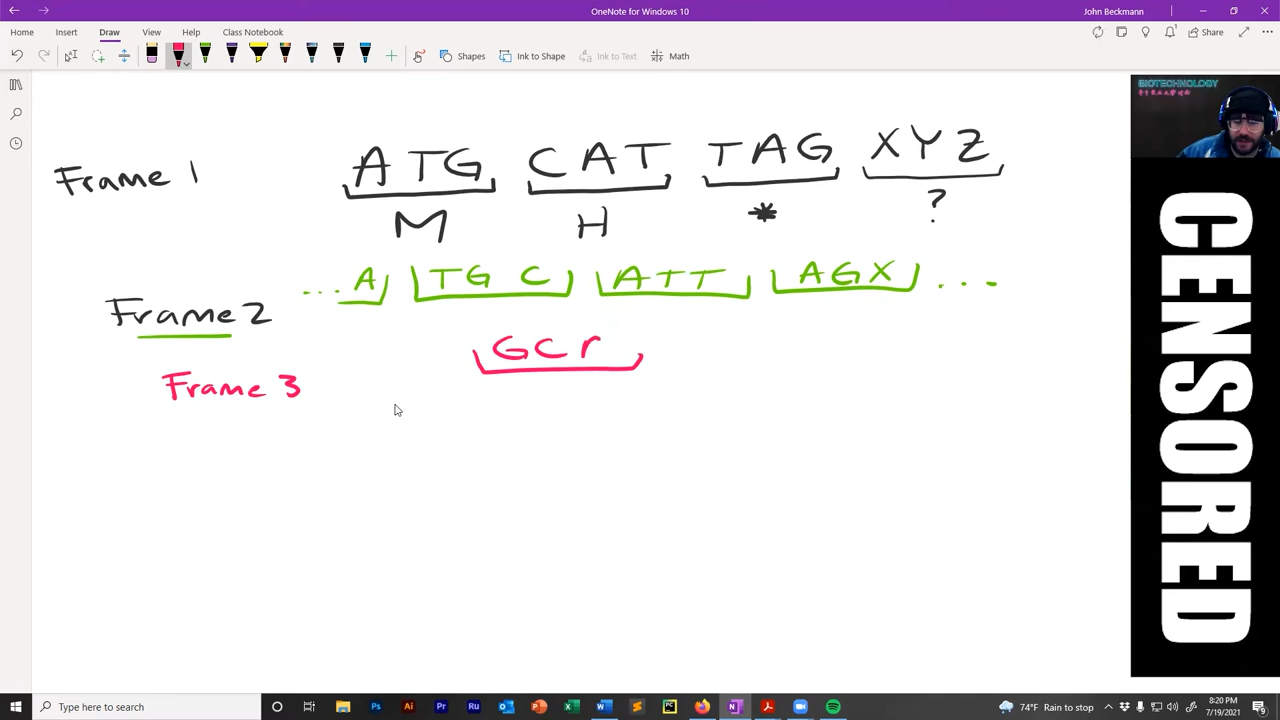 OneNote for Windows 10
John Beckmann
Home Insert Draw View Help Class Notebook
Share
Shapes Ink to Shape Ink to Text Math
BIOTECHNOLOGY
Frame 1 ATG CAT TAG XYZ
M H * ?
... A TG C ATT AGX ...
Frame 2
GCr
Frame 3
CENSORED
Type here to search
74°F Rain to stop
8:20 PM
7/19/2021